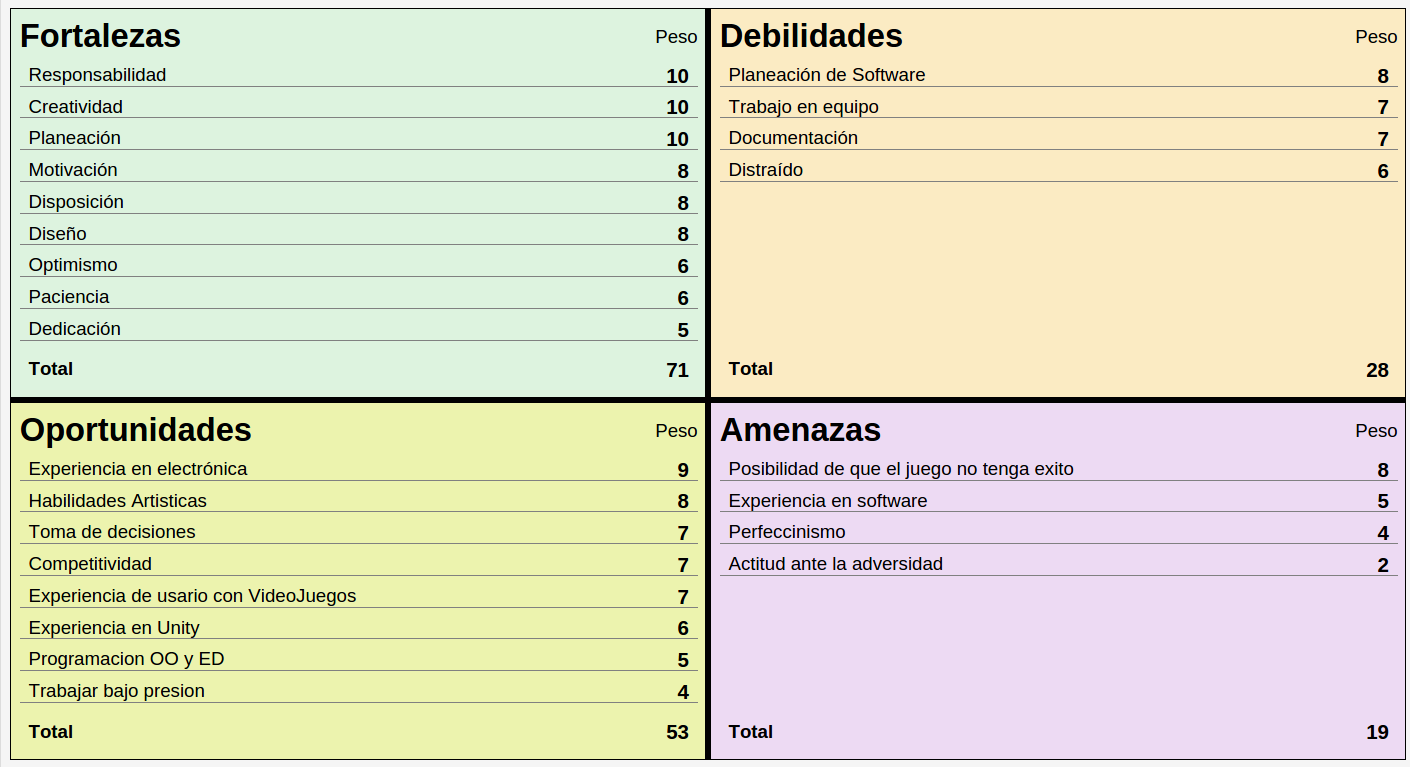 Fortalezas Peso
Responsabilidad 10
Creatividad 10
Planeación 10
Motivación 8
Disposición 8
Diseño 8
Optimismo 6
Paciencia 6
Dedicación 5
Total 71
Debilidades Peso
Planeación de Software 8
Trabajo en equipo 7
Documentación 7
Distraído 6
Total 28
Oportunidades Peso
Experiencia en electrónica 9
Habilidades Artisticas 8
Toma de decisiones 7
Competitividad 7
Experiencia de usario con VideoJuegos 7
Experiencia en Unity 6
Programacion OO y ED 5
Trabajar bajo presion 4
Total 53
Amenazas Peso
Posibilidad de que el juego no tenga exito 8
Experiencia en software 5
Perfeccinismo 4
Actitud ante la adversidad 2
Total 19